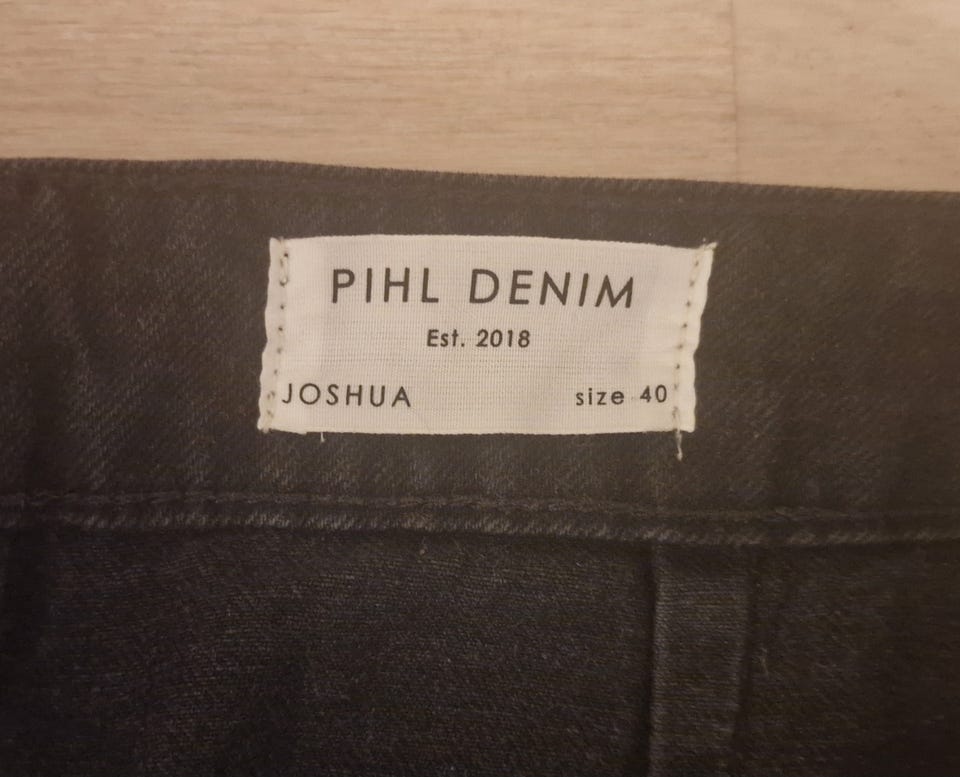 PIHL DENIM
Est. 2018
JOSHUA size 40